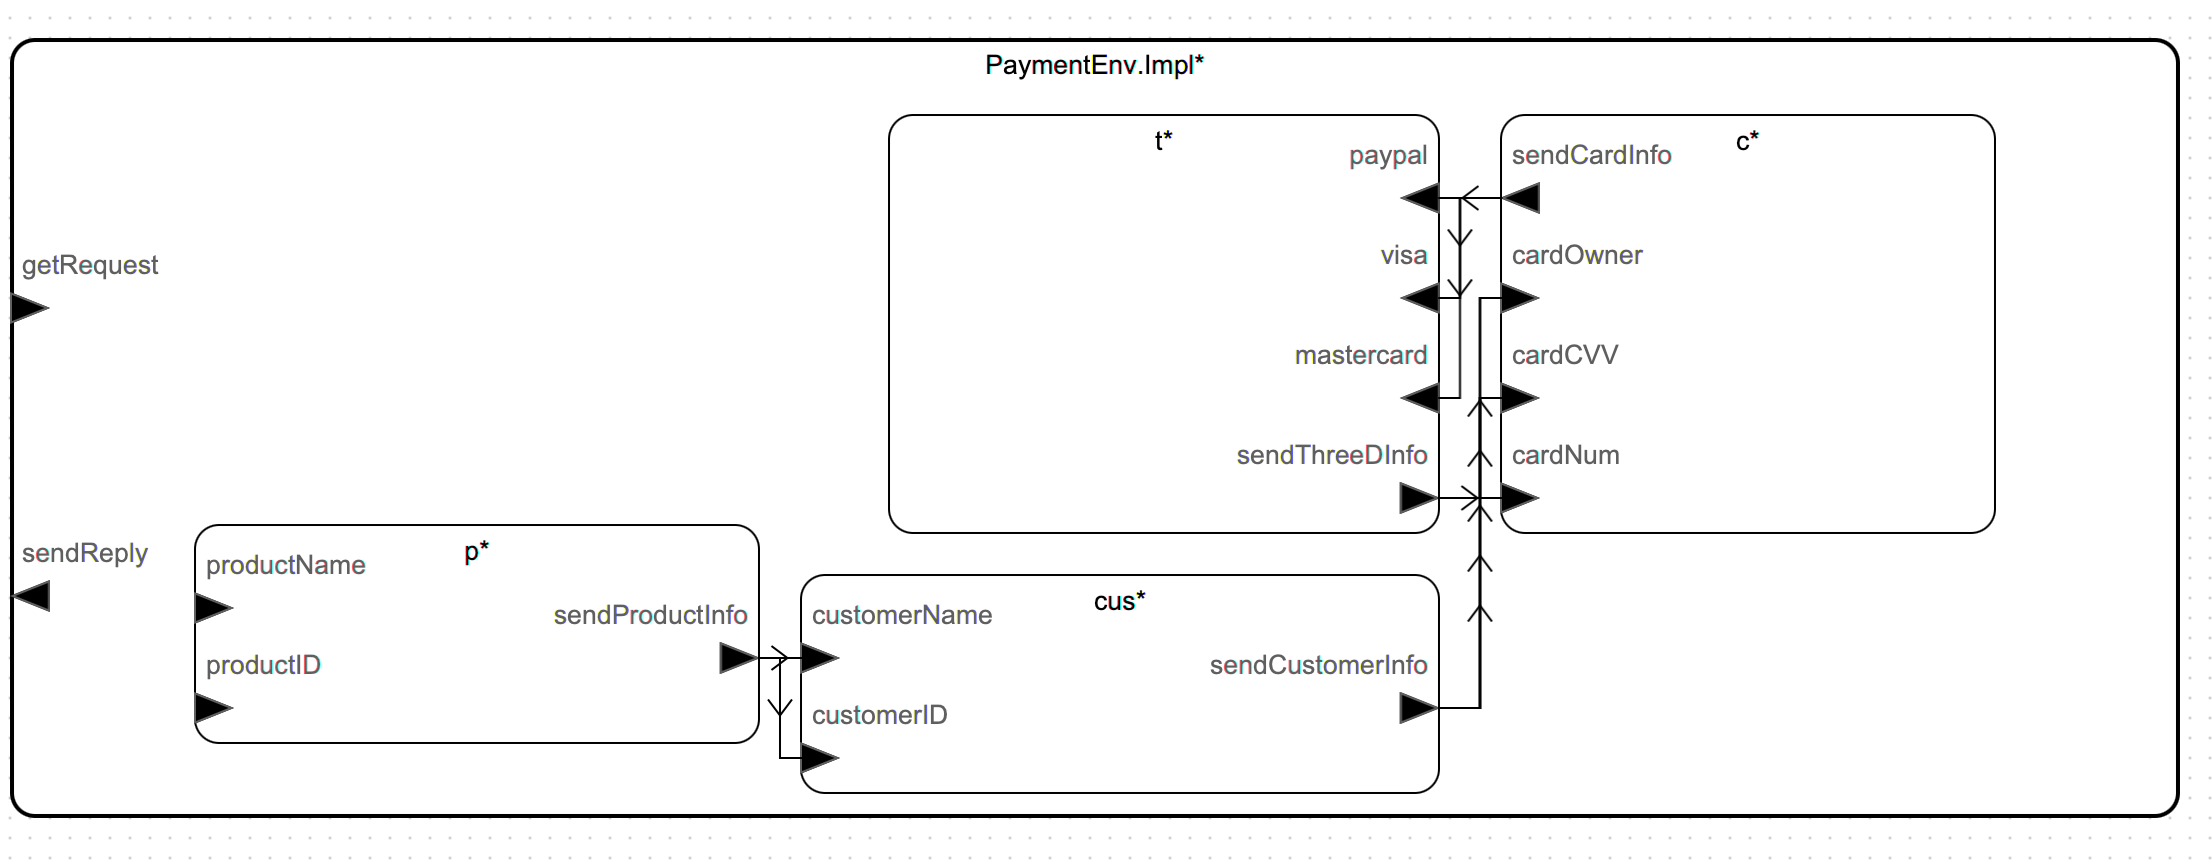 PaymentEnv.Impl*
t*
paypal
visa
mastercard
sendThreeDInfo
c*
sendCardInfo
cardOwner
cardCVV
cardNum
getRequest
sendReply
p*
productName
sendProductInfo
productID
cus*
customerName
sendCustomerInfo
customerID